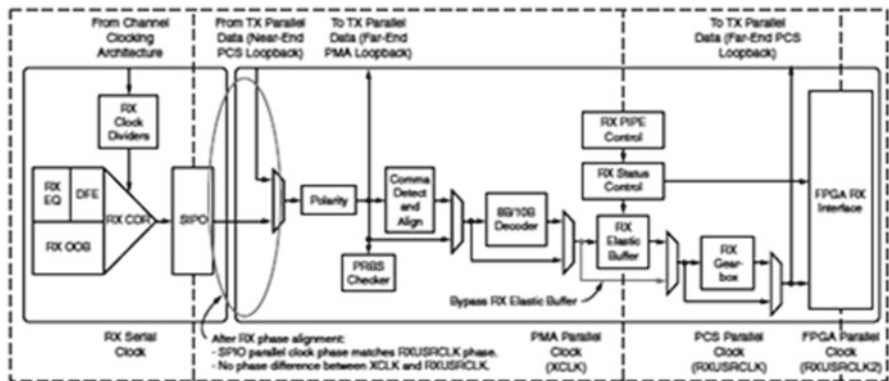 From Channel
Clocking
Architecture
From TX Parallel
Data (Near-End
PCS Loopback)
To TX Parallel
Data (Far-End
PMA Loopback)
To TX Parallel
Data (Far-End PCS
Loopback)
RX
Clock
Dividers
RX
EQ
DFE
RX OOB
RX CDR
SIPO
Polarity
PRBS
Checker
Comma
Detect
and
Align
8B/10B
Decoder
RX PIPE
Control
RX Status
Control
RX
Elastic
Buffer
RX
Gear-
box
FPGA RX
Interface
Bypass RX Elastic Buffer
RX Serial
Clock
After RX phase alignment:
- SPIO parallel clock phase matches RXUSRCLK phase.
- No phase difference between XCLK and RXUSRCLK.
PMA Parallel
Clock
(XCLK)
PCS Parallel
Clock
(RXUSRCLK)
FPGA Parallel
Clock
(RXUSRCLK2)